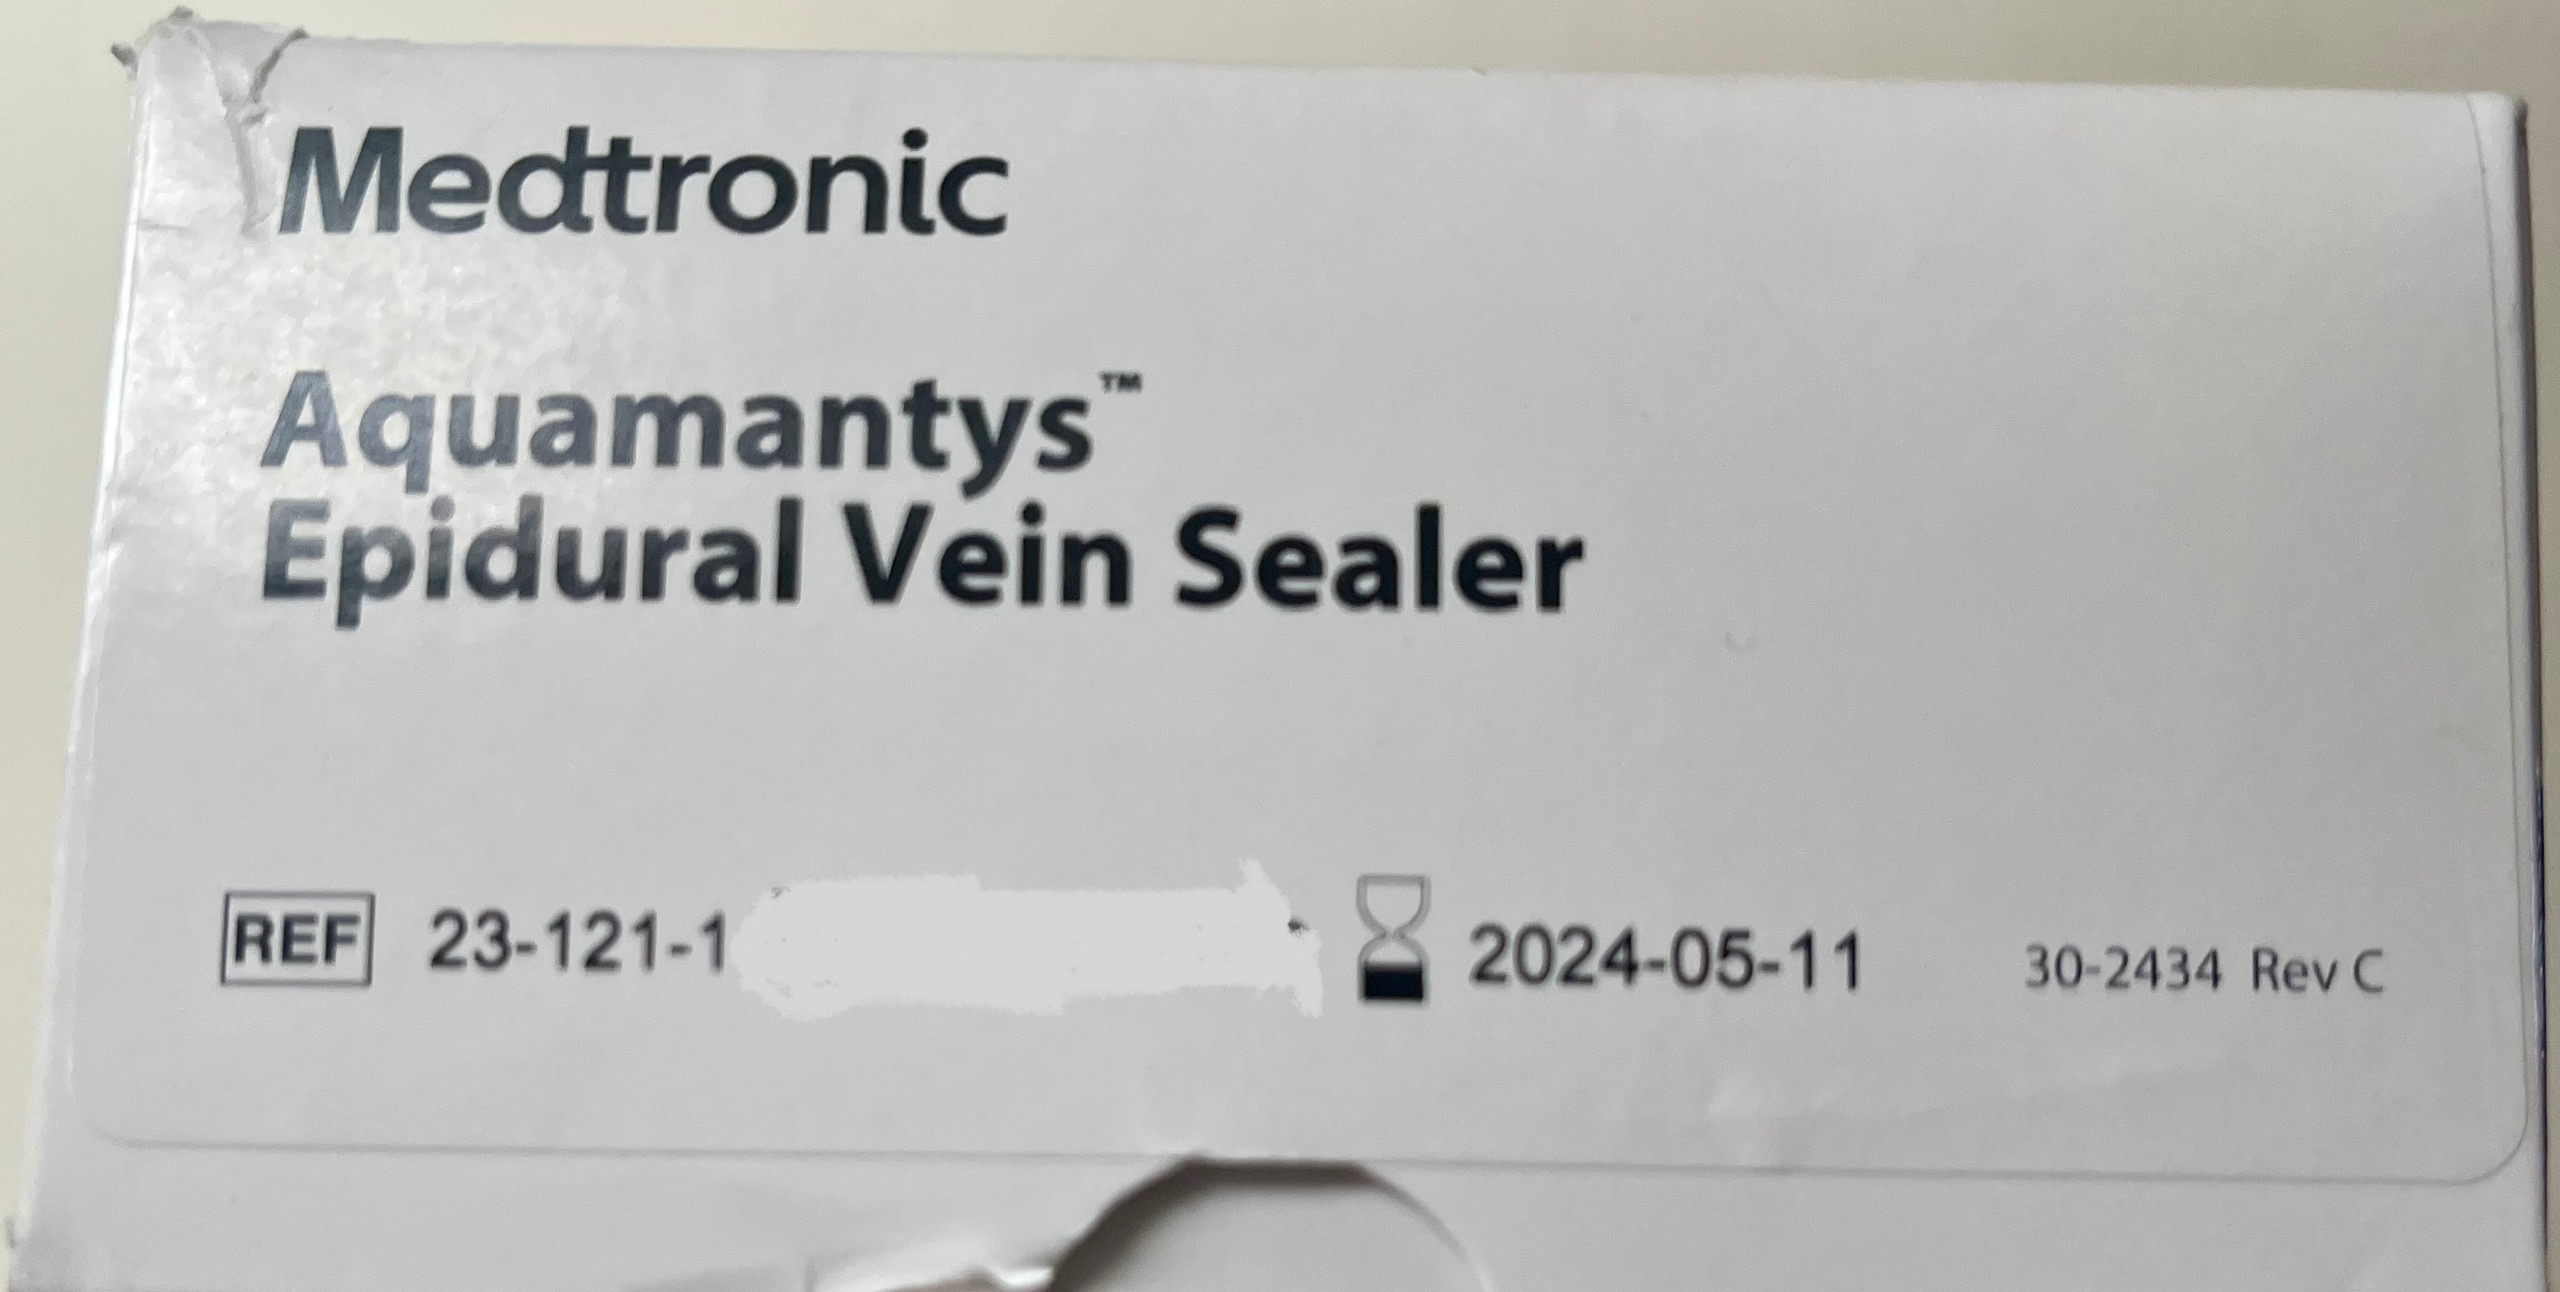 Medtronic
Aquamantys™
Epidural Vein Sealer
REF 23-121-1 2024-05-11 30-2434 Rev C